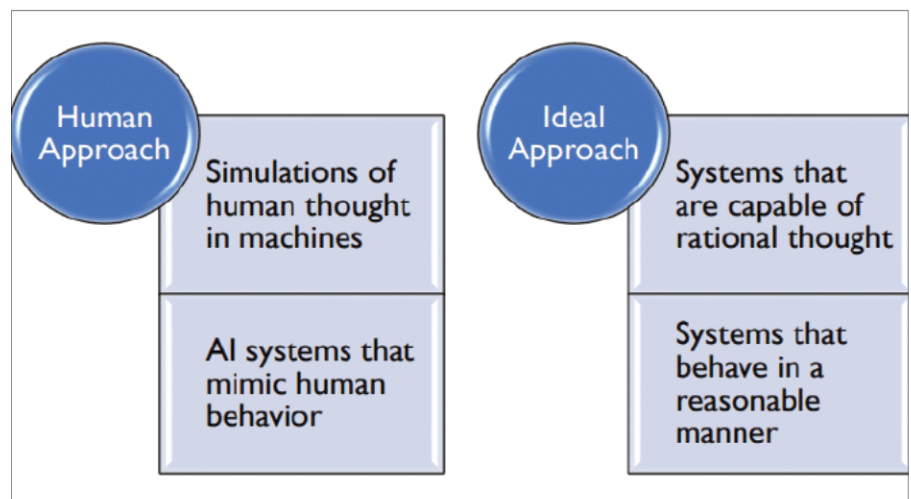 Human
Approach
Simulations of
human thought
in machines
AI systems that
mimic human
behavior
Ideal
Approach
Systems that
are capable of
rational thought
Systems that
behave in a
reasonable
manner